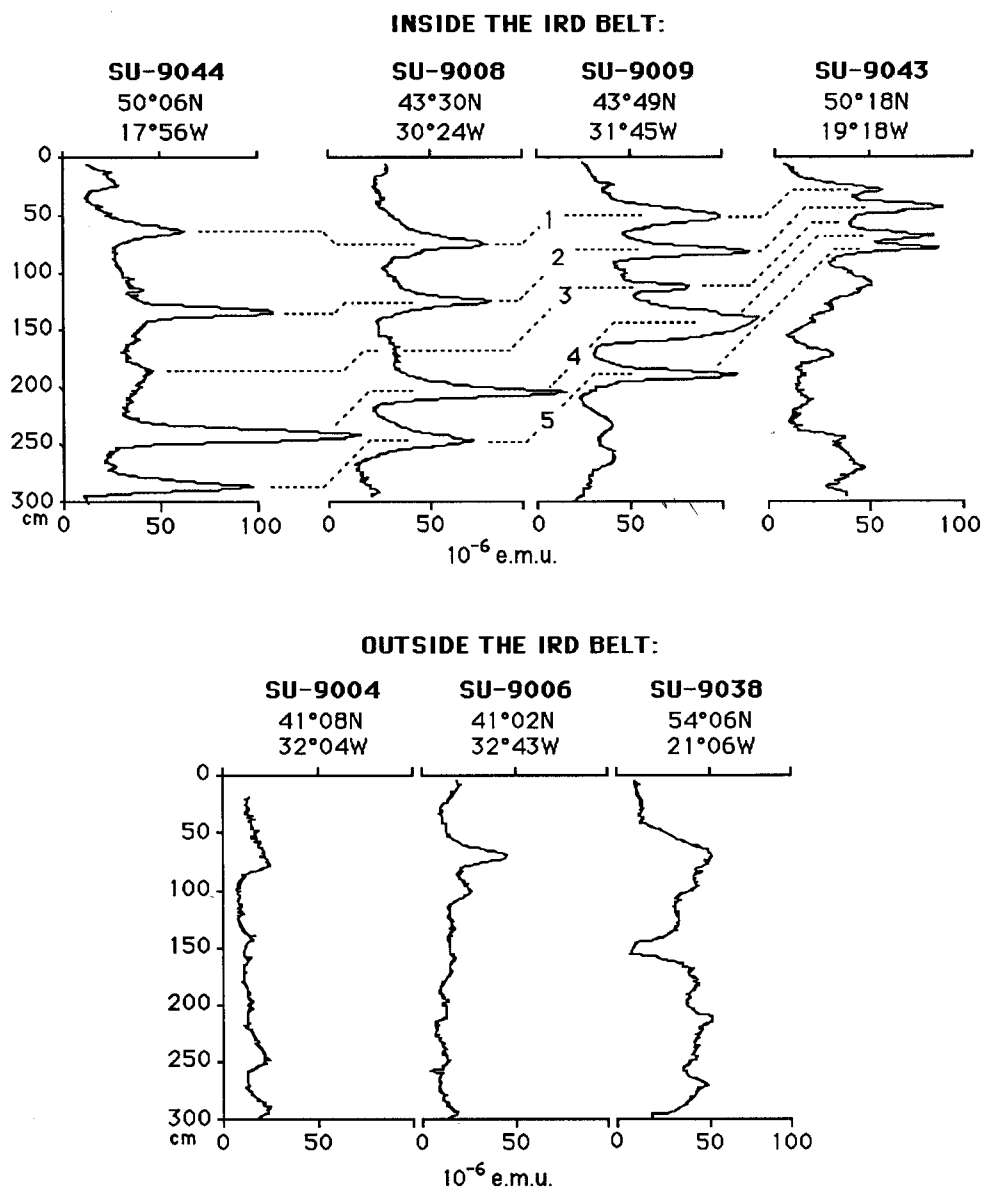 INSIDE THE IRD BELT:
SU-9044 SU-9008 SU-9009 SU-9043
50°06N 43°30N 43°49N 50°18N
17°56W 30°24W 31°45W 19°18W
0
50
100
150
200
250
300
cm
1
2
3
4
5
0 50 100 0 50 0 50 0 50 100
10⁻⁶ e.m.u.
OUTSIDE THE IRD BELT:
SU-9004 SU-9006 SU-9038
41°08N 41°02N 54°06N
32°04W 32°43W 21°06W
0
50
100
150
200
250
300
cm
0 50 0 50 0 50 100
10⁻⁶ e.m.u.